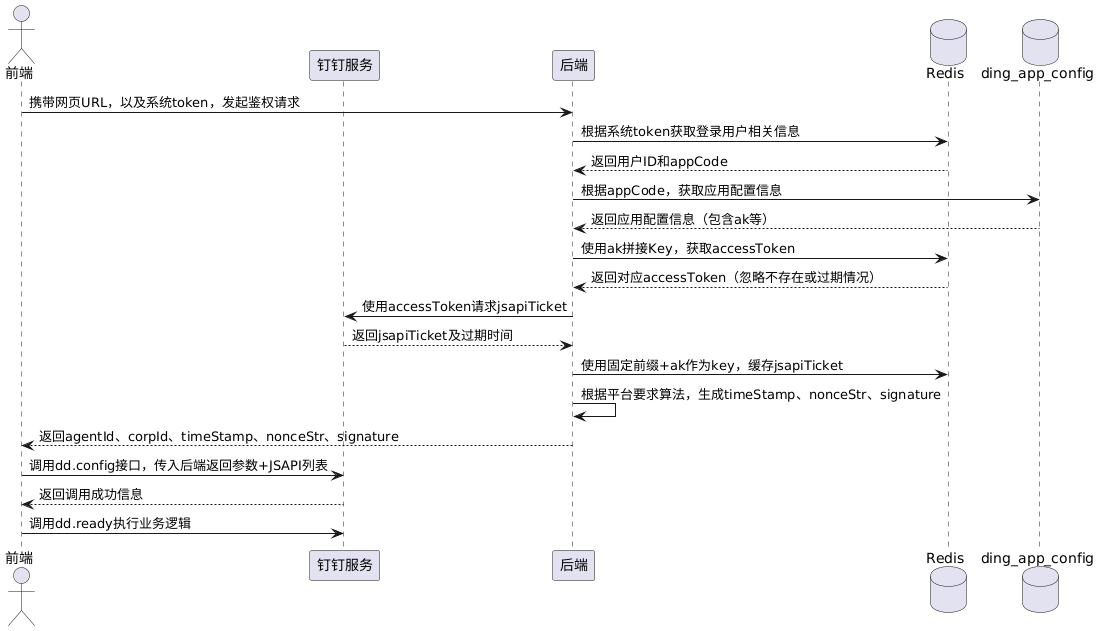 前端
钉钉服务
后端
Redis
ding_app_config
携带网页URL，以及系统token，发起鉴权请求
根据系统token获取登录用户相关信息
返回用户ID和appCode
根据appCode，获取应用配置信息
返回应用配置信息（包含ak等）
使用ak拼接Key，获取accessToken
返回对应accessToken（忽略不存在或过期情况）
使用accessToken请求jsapiTicket
返回jsapiTicket及过期时间
使用固定前缀+ak作为key，缓存jsapiTicket
根据平台要求算法，生成timeStamp、nonceStr、signature
返回agentId、corpId、timeStamp、nonceStr、signature
调用dd.config接口，传入后端返回参数+JSAPI列表
返回调用成功信息
调用dd.ready执行业务逻辑
前端
钉钉服务
后端
Redis
ding_app_config